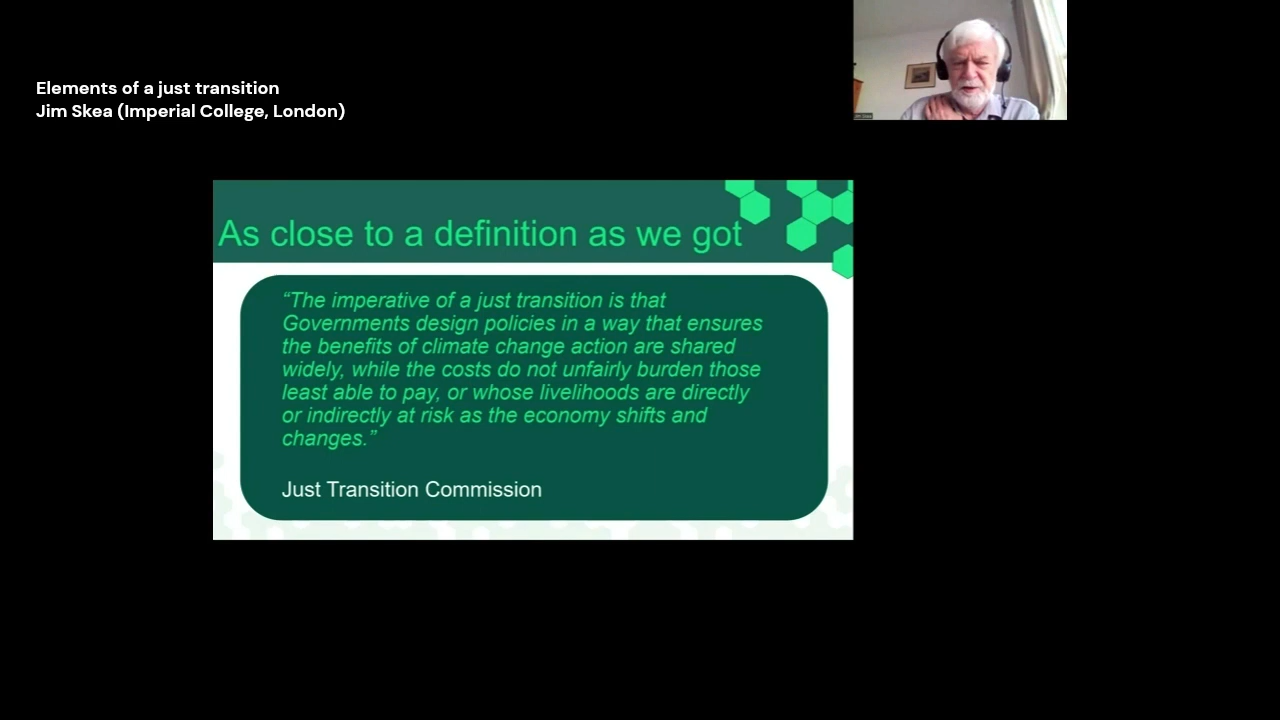 Elements of a just transition
Jim Skea (Imperial College, London)
As close to a definition as we got
“The imperative of a just transition is that
Governments design policies in a way that ensures
the benefits of climate change action are shared
widely, while the costs do not unfairly burden those
least able to pay, or whose livelihoods are directly
or indirectly at risk as the economy shifts and
changes.”
Just Transition Commission